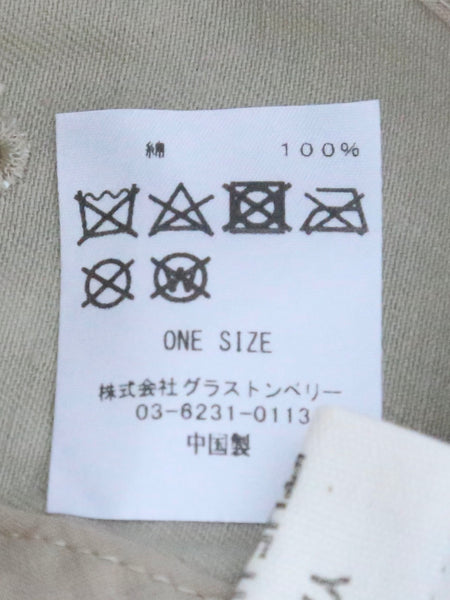 綿 100%
W
ONE SIZE
株式会社グラストンベリー
03-6231-0113
中国製